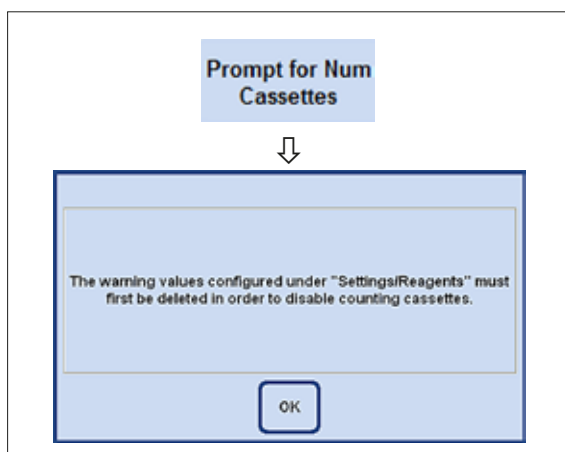 Prompt for Num
Cassettes
The warning values configured under "Settings/Reagents" must
first be deleted in order to disable counting cassettes.
OK